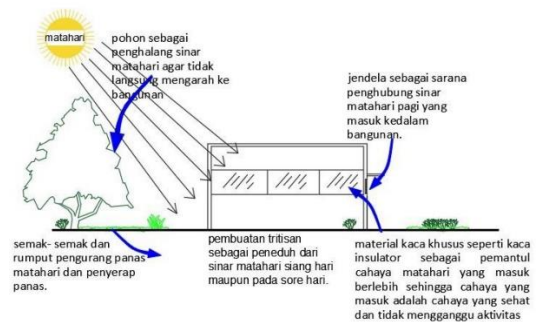 matahari
pohon sebagai
penghalang sinar
matahari agar tidak
langsung mengarah ke
bangunan
jendela sebagai sarana
penghubung sinar
matahari pagi yang
masuk kedalam
bangunan.
semak- semak dan
rumput pengurang panas
matahari dan penyerap
panas.
pembuatan tritisan
sebagai peneduh dari
sinar matahari siang hari
maupun pada sore hari.
material kaca khusus seperti kaca
insulator sebagai pemantul
cahaya matahari yang masuk
berlebih sehingga cahaya yang
masuk adalah cahaya yang sehat
dan tidak mengganggu aktivitas